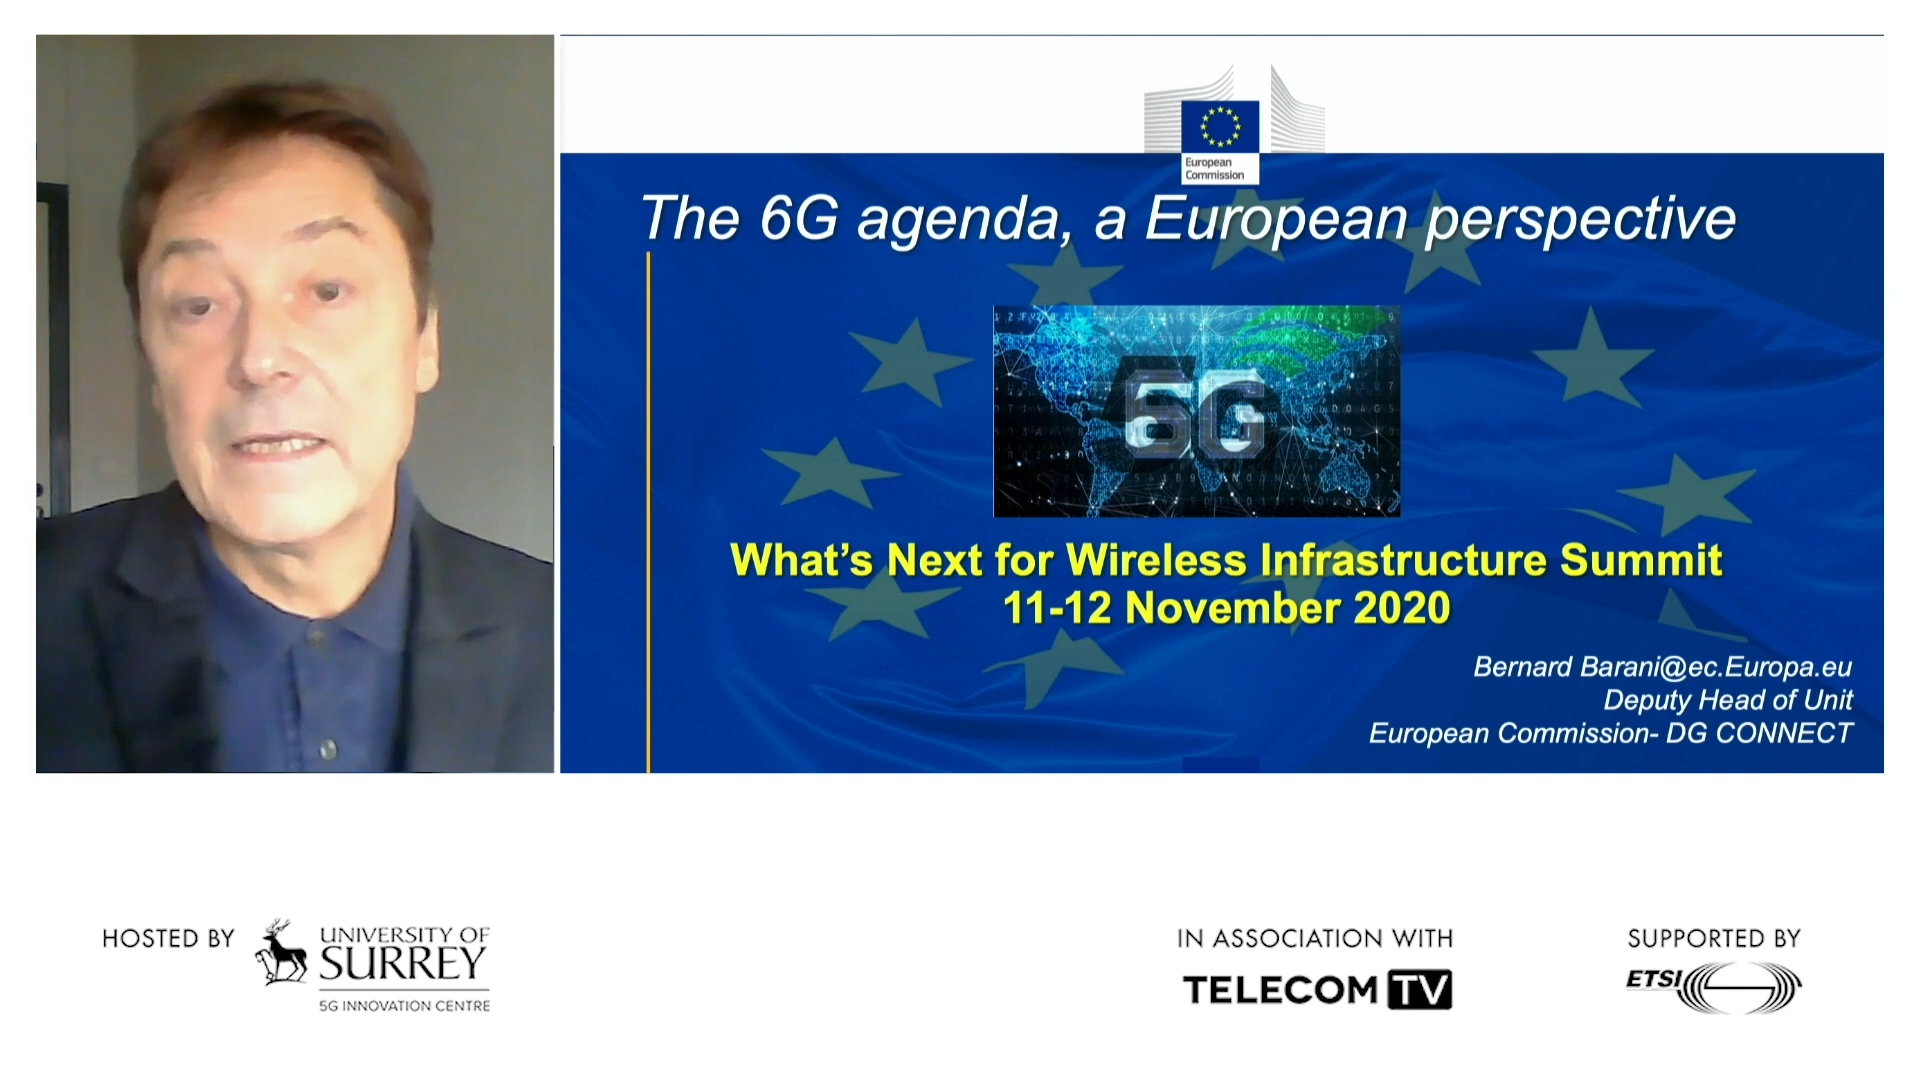 European
Commission
The 6G agenda, a European perspective
6G
What's Next for Wireless Infrastructure Summit
11-12 November 2020
Bernard Barani@ec.Europa.eu
Deputy Head of Unit
European Commission- DG CONNECT
HOSTED BY
UNIVERSITY OF
SURREY
5G INNOVATION CENTRE
IN ASSOCIATION WITH
TELECOM TV
SUPPORTED BY
ETSI